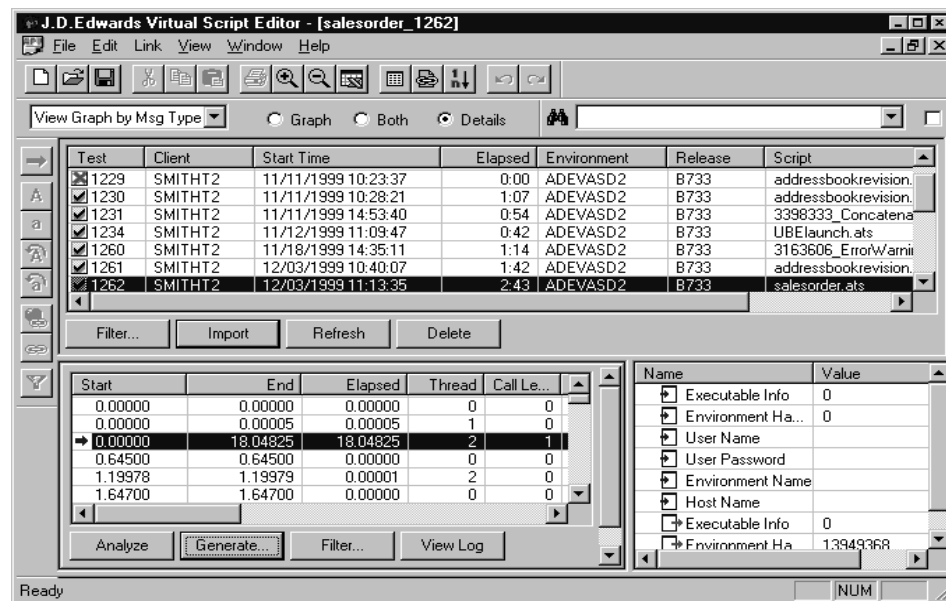 J.D.Edwards Virtual Script Editor - [salesorder_1262]
File Edit Link View Window Help
View Graph by Msg Type Graph Both Details
Test Client Start Time Elapsed Environment Release Script
1229 SMITHT2 11/11/1999 10:23:37 0:00 ADEVASD2 B733 addressbookrevision.
1230 SMITHT2 11/11/1999 10:28:21 1:07 ADEVASD2 B733 addressbookrevision.
1231 SMITHT2 11/11/1999 14:53:40 0:54 ADEVASD2 B733 3398333_Concatena
1234 SMITHT2 11/12/1999 11:09:47 0:42 ADEVASD2 B733 UBElaunch.ats
1260 SMITHT2 11/18/1999 14:35:11 1:14 ADEVASD2 B733 3163606_ErrorWarnin
1261 SMITHT2 12/03/1999 10:40:07 1:42 ADEVASD2 B733 addressbookrevision.
1262 SMITHT2 12/03/1999 11:13:35 2:43 ADEVASD2 B733 salesorder.ats
Filter... Import Refresh Delete
Start End Elapsed Thread Call Le...
0.00000 0.00000 0.00000 0 0
0.00000 0.00005 0.00005 1 0
0.00000 18.04825 18.04825 2 1
0.64500 0.64500 0.00000 0 0
1.19978 1.19979 0.00001 2 0
1.64700 1.64700 0.00000 0 0
Analyze Generate... Filter... View Log
Name Value
Executable Info 0
Environment Ha... 0
User Name
User Password
Environment Name
Host Name
Executable Info 0
Environment Ha 13949368
Ready NUM